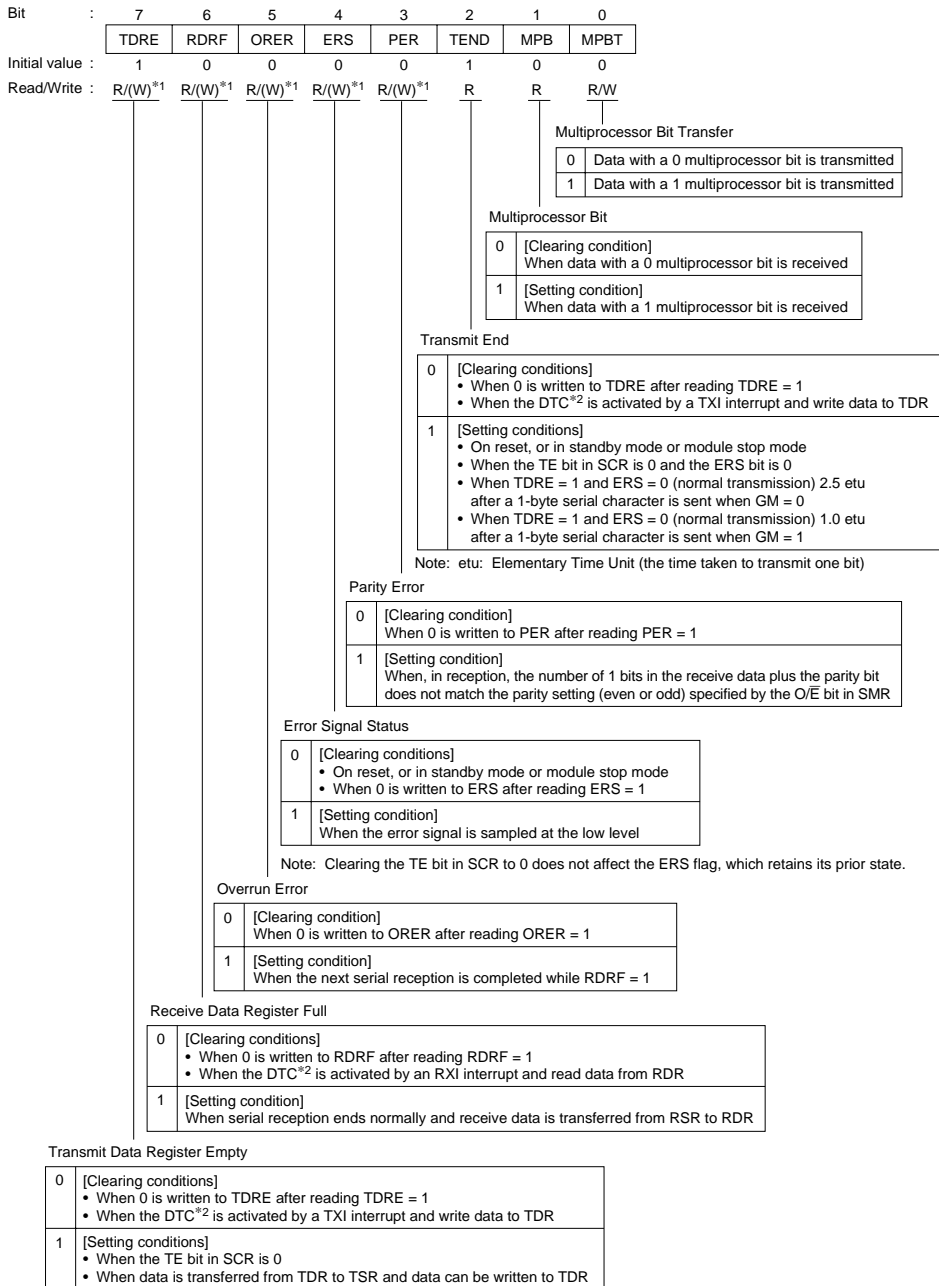 Bit : 7 6 5 4 3 2 1 0
TDRE RDRF ORER ERS PER TEND MPB MPBT
Initial value : 1 0 0 0 0 1 0 0
Read/Write : R/(W)*1 R/(W)*1 R/(W)*1 R/(W)*1 R/(W)*1 R R R/W
Multiprocessor Bit Transfer
0 Data with a 0 multiprocessor bit is transmitted
1 Data with a 1 multiprocessor bit is transmitted
Multiprocessor Bit
0 [Clearing condition]
When data with a 0 multiprocessor bit is received
1 [Setting condition]
When data with a 1 multiprocessor bit is received
Transmit End
0 [Clearing conditions]
• When 0 is written to TDRE after reading TDRE = 1
• When the DTC*2 is activated by a TXI interrupt and write data to TDR
1 [Setting conditions]
• On reset, or in standby mode or module stop mode
• When the TE bit in SCR is 0 and the ERS bit is 0
• When TDRE = 1 and ERS = 0 (normal transmission) 2.5 etu
after a 1-byte serial character is sent when GM = 0
• When TDRE = 1 and ERS = 0 (normal transmission) 1.0 etu
after a 1-byte serial character is sent when GM = 1
Note: etu: Elementary Time Unit (the time taken to transmit one bit)
Parity Error
0 [Clearing condition]
When 0 is written to PER after reading PER = 1
1 [Setting condition]
When, in reception, the number of 1 bits in the receive data plus the parity bit
does not match the parity setting (even or odd) specified by the O/E̅ bit in SMR
Error Signal Status
0 [Clearing conditions]
• On reset, or in standby mode or module stop mode
• When 0 is written to ERS after reading ERS = 1
1 [Setting condition]
When the error signal is sampled at the low level
Note: Clearing the TE bit in SCR to 0 does not affect the ERS flag, which retains its prior state.
Overrun Error
0 [Clearing condition]
When 0 is written to ORER after reading ORER = 1
1 [Setting condition]
When the next serial reception is completed while RDRF = 1
Receive Data Register Full
0 [Clearing conditions]
• When 0 is written to RDRF after reading RDRF = 1
• When the DTC*2 is activated by an RXI interrupt and read data from RDR
1 [Setting condition]
When serial reception ends normally and receive data is transferred from RSR to RDR
Transmit Data Register Empty
0 [Clearing conditions]
• When 0 is written to TDRE after reading TDRE = 1
• When the DTC*2 is activated by a TXI interrupt and write data to TDR
1 [Setting conditions]
• When the TE bit in SCR is 0
• When data is transferred from TDR to TSR and data can be written to TDR